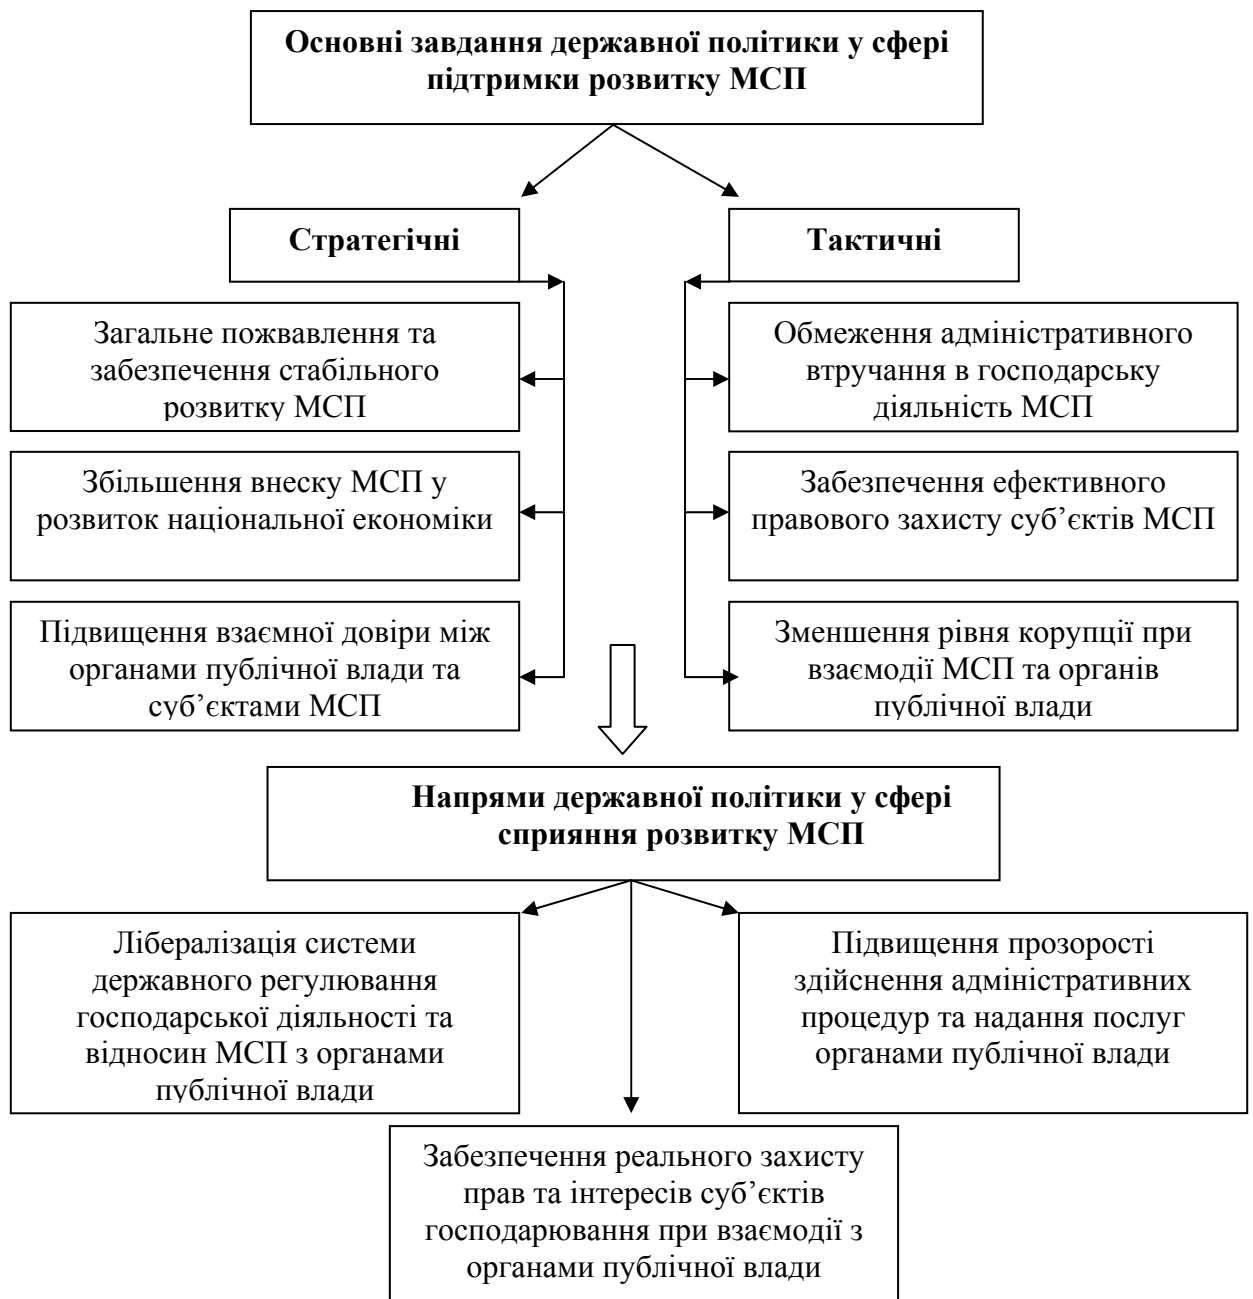 Основні завдання державної політики у сфері
підтримки розвитку МСП
Стратегічні
Тактичні
Загальне пожвавлення та
забезпечення стабільного
розвитку МСП
Обмеження адміністративного
втручання в господарську
діяльність МСП
Збільшення внеску МСП у
розвиток національної економіки
Забезпечення ефективного
правового захисту суб’єктів МСП
Підвищення взаємної довіри між
органами публічної влади та
суб’єктами МСП
Зменшення рівня корупції при
взаємодії МСП та органів
публічної влади
Напрями державної політики у сфері
сприяння розвитку МСП
Лібералізація системи
державного регулювання
господарської діяльності та
відносин МСП з органами
публічної влади
Підвищення прозорості
здійснення адміністративних
процедур та надання послуг
органами публічної влади
Забезпечення реального захисту
прав та інтересів суб’єктів
господарювання при взаємодії з
органами публічної влади